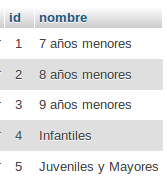 id nombre
1 7 años menores
2 8 años menores
3 9 años menores
4 Infantiles
5 Juveniles y Mayores